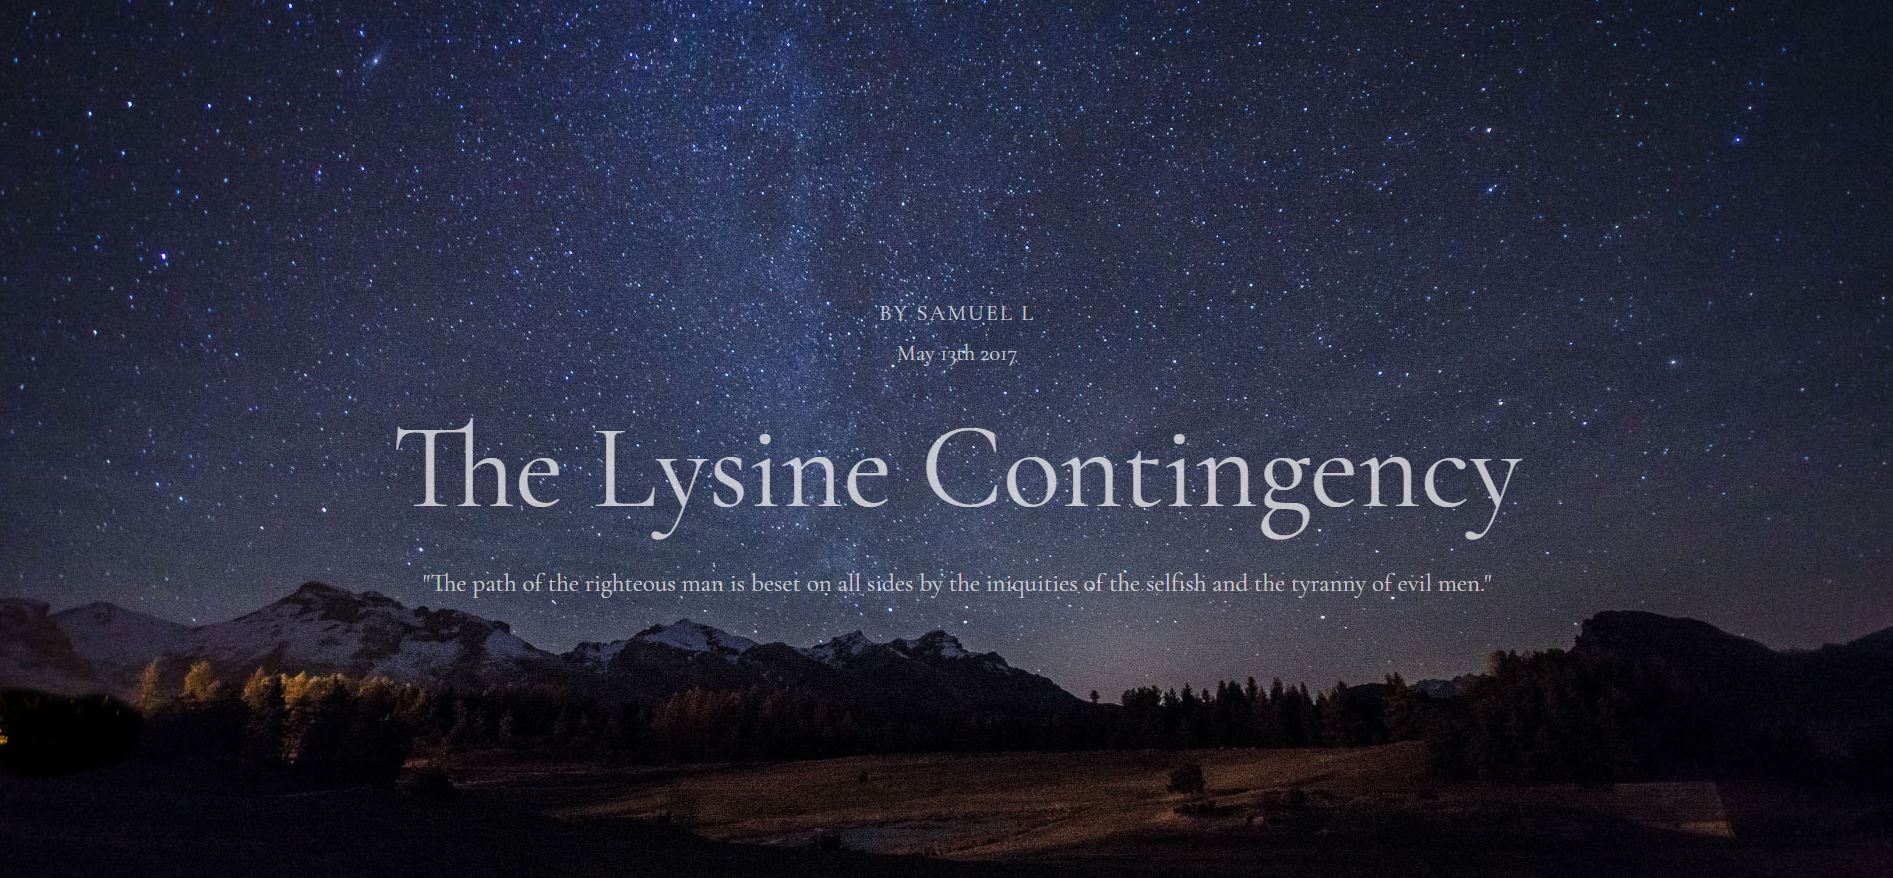 BY SAMUEL L
May 13th 2017
The Lysine Contingency
"The path of the righteous man is beset on all sides by the iniquities of the selfish and the tyranny of evil men."